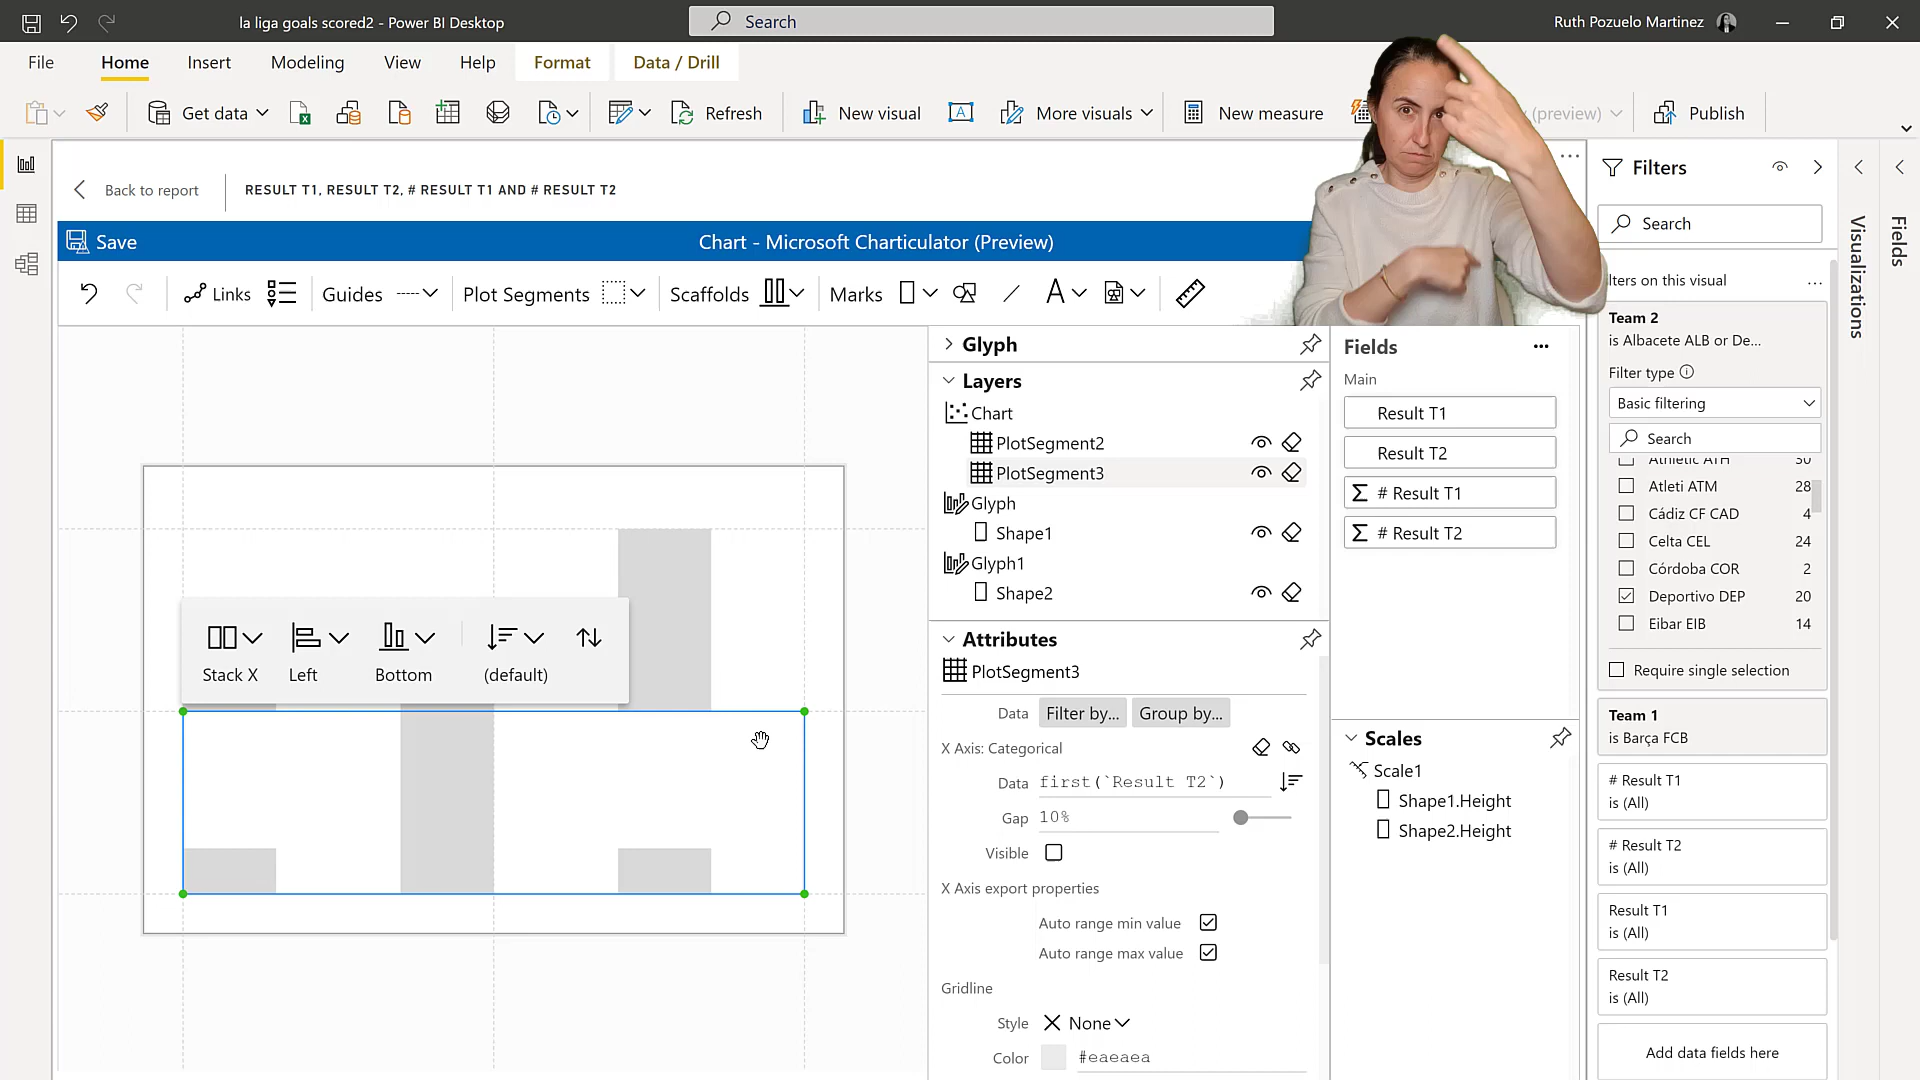 la liga goals scored2 - Power BI Desktop
Search
Ruth Pozuelo Martinez
File
Home
Insert
Modeling
View
Help
Format
Data / Drill
Get data
Refresh
New visual
More visuals
New measure
(preview)
Publish
Back to report
RESULT T1, RESULT T2, # RESULT T1 AND # RESULT T2
Save
Chart - Microsoft Charticulator (Preview)
Links
Guides
Plot Segments
Scaffolds
Marks
Stack X
Left
Bottom
(default)
Glyph
Layers
Chart
PlotSegment2
PlotSegment3
Glyph
Shape1
Glyph1
Shape2
Attributes
PlotSegment3
Data Filter by... Group by...
X Axis: Categorical
Data first(`Result T2`)
Gap 10%
Visible
X Axis export properties
Auto range min value
Auto range max value
Gridline
Style None
Color #eaeaea
Fields
Main
Result T1
Result T2
# Result T1
# Result T2
Scales
Scale1
Shape1.Height
Shape2.Height
Filters
Search
lters on this visual
Team 2
is Albacete ALB or De...
Filter type
Basic filtering
Search
Athletic ATH 30
Atleti ATM 28
Cádiz CF CAD 4
Celta CEL 24
Córdoba COR 2
Deportivo DEP 20
Eibar EIB 14
Require single selection
Team 1
is Barça FCB
# Result T1
is (All)
# Result T2
is (All)
Result T1
is (All)
Result T2
is (All)
Add data fields here
Visualizations
Fields